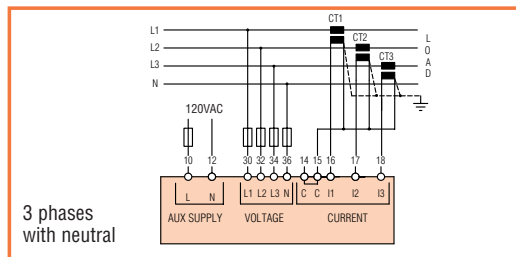 CT1
L1
L2
CT2
L3
CT3
N
L
O
A
D
120VAC
10 12 30 32 34 36 14 15 16 17 18
L N L1 L2 L3 N C C I1 I2 I3
AUX SUPPLY VOLTAGE CURRENT
3 phases
with neutral